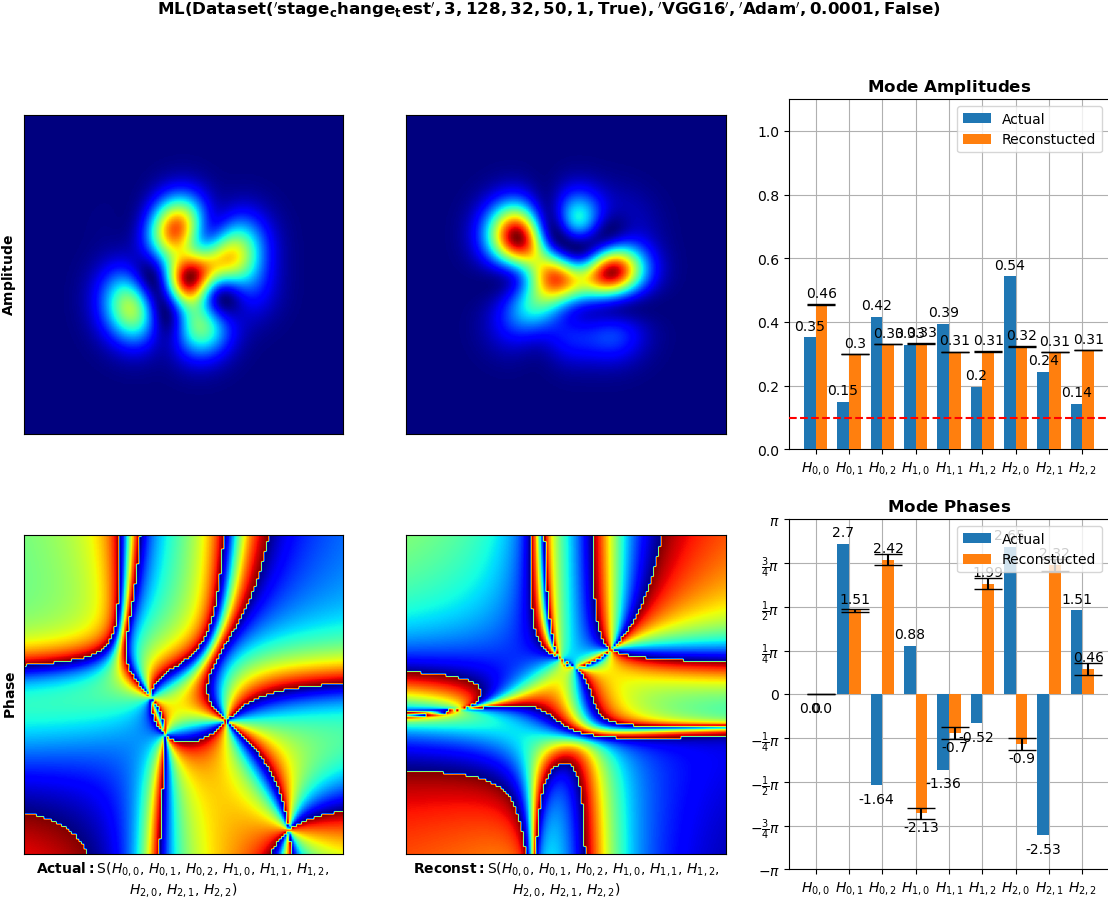 ML(Dataset('stage_change_test', 3, 128, 32, 50, 1, True), 'VGG16', 'Adam', 0.0001, False)
Amplitude
Mode Amplitudes
Actual
Reconstucted
1.0
0.8
0.6
0.4
0.2
0.0
0.35
0.46
0.15
0.3
0.42
0.33
0.33
0.33
0.39
0.31
0.2
0.31
0.54
0.32
0.24
0.31
0.14
0.31
H0,0 H0,1 H0,2 H1,0 H1,1 H1,2 H2,0 H2,1 H2,2
Phase
Mode Phases
Actual
Reconstucted
π
3/4π
1/2π
1/4π
0
−1/4π
−1/2π
−3/4π
−π
0.0
0.0
2.7
1.51
-1.64
2.42
0.88
-2.13
-1.36
-0.7
-0.52
1.99
-0.9
-2.53
2.32
1.51
0.46
H0,0 H0,1 H0,2 H1,0 H1,1 H1,2 H2,0 H2,1 H2,2
Actual: S(H0,0, H0,1, H0,2, H1,0, H1,1, H1,2,
H2,0, H2,1, H2,2)
Reconst: S(H0,0, H0,1, H0,2, H1,0, H1,1, H1,2,
H2,0, H2,1, H2,2)